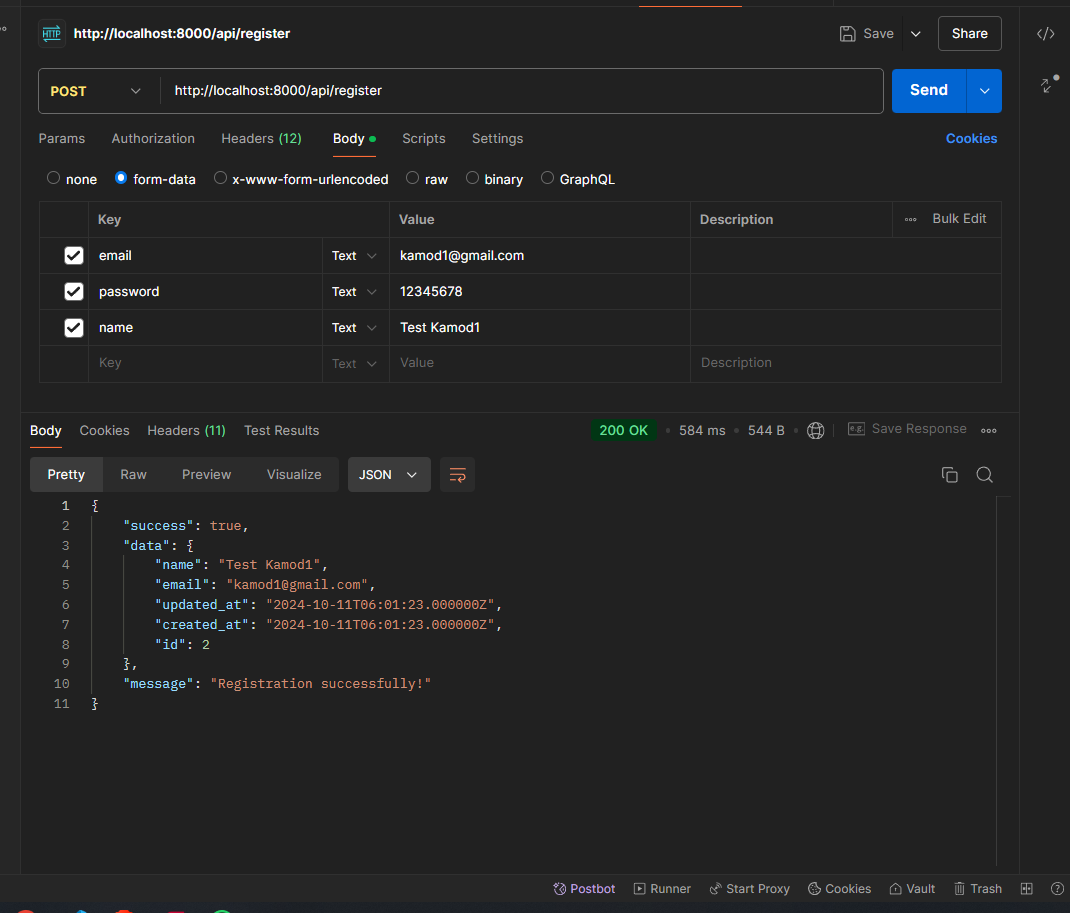 HTTP http://localhost:8000/api/register Save Share
POST http://localhost:8000/api/register Send
Params Authorization Headers (12) Body Scripts Settings Cookies
none form-data x-www-form-urlencoded raw binary GraphQL
Key Value Description Bulk Edit
email Text kamod1@gmail.com
password Text 12345678
name Text Test Kamod1
Key Text Value Description
Body Cookies Headers (11) Test Results 200 OK 584 ms 544 B e.g. Save Response
Pretty Raw Preview Visualize JSON
1 {
2 "success": true,
3 "data": {
4 "name": "Test Kamod1",
5 "email": "kamod1@gmail.com",
6 "updated_at": "2024-10-11T06:01:23.000000Z",
7 "created_at": "2024-10-11T06:01:23.000000Z",
8 "id": 2
9 },
10 "message": "Registration successfully!"
11 }
Postbot Runner Start Proxy Cookies Vault Trash